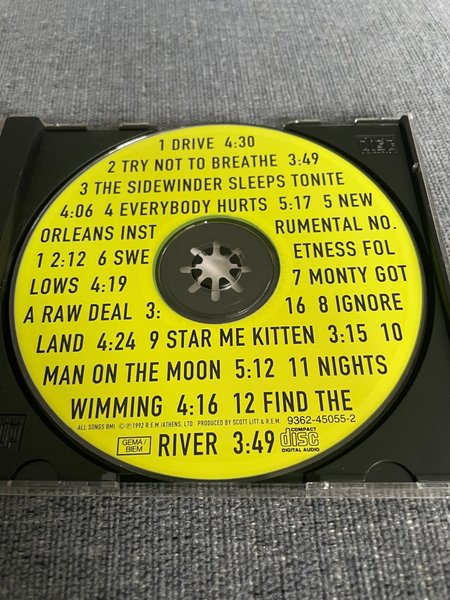 1 DRIVE 4:30
2 TRY NOT TO BREATHE 3:49
3 THE SIDEWINDER SLEEPS TONITE
4:06 4 EVERYBODY HURTS 5:17 5 NEW
ORLEANS INST RUMENTAL NO.
1 2:12 6 SWE ETNESS FOL
LOWS 4:19 7 MONTY GOT
A RAW DEAL 3: 16 8 IGNORE
LAND 4:24 9 STAR ME KITTEN 3:15 10
MAN ON THE MOON 5:12 11 NIGHTS
WIMMING 4:16 12 FIND THE
ALL SONGS BMI ©℗1992 R.E.M./ATHENS, LTD. PRODUCED BY SCOTT LITT & R.E.M. 9362-45055-2
GEMA/
BIEM RIVER 3:49 COMPACT
disc
DIGITAL AUDIO